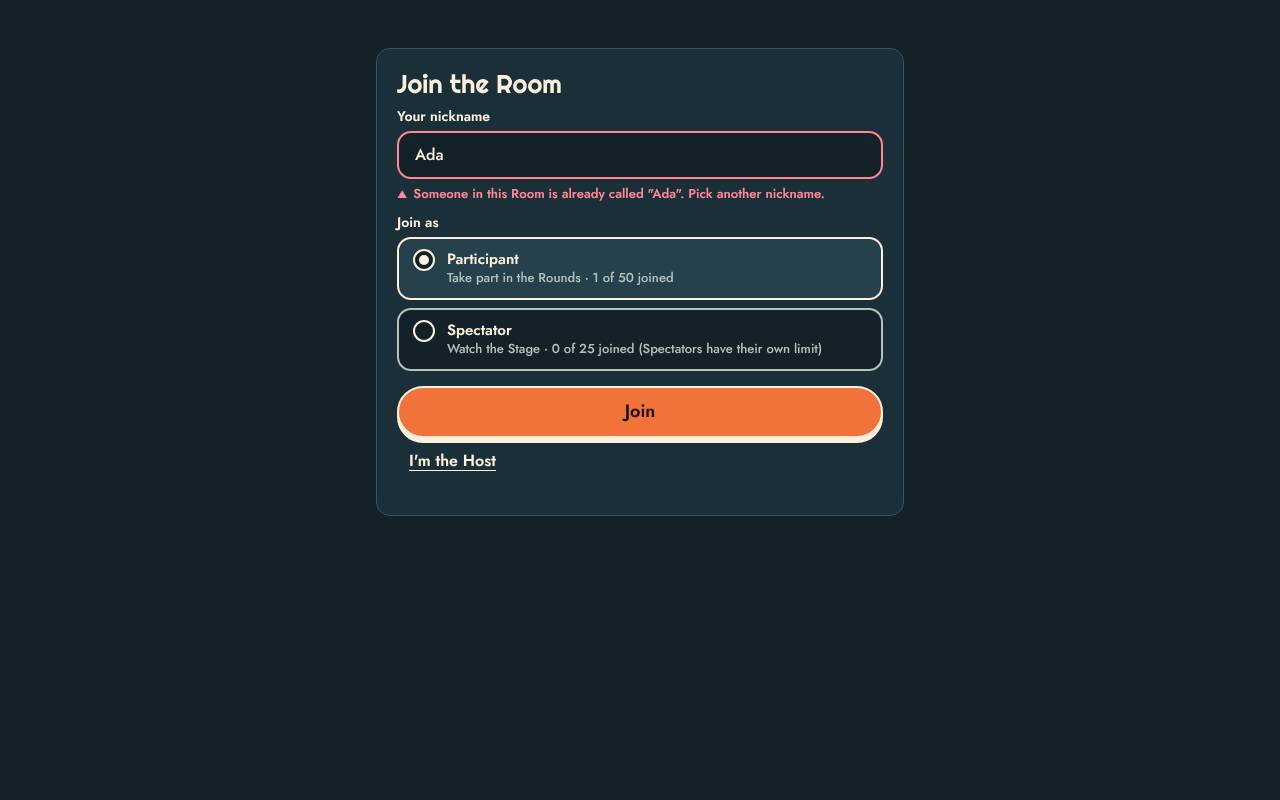 Join the Room
Your nickname
Ada
▲ Someone in this Room is already called "Ada". Pick another nickname.
Join as
Participant
Take part in the Rounds · 1 of 50 joined
Spectator
Watch the Stage · 0 of 25 joined (Spectators have their own limit)
Join
I'm the Host